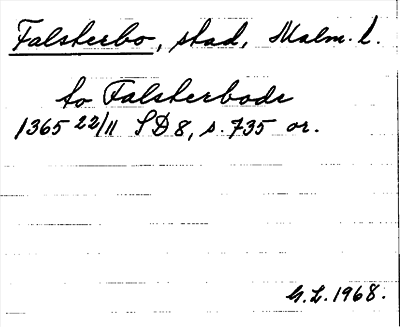 Falsterbo, stad, Malm. l.
to Falsterbode
1365 22/11 SD 8, s. 735 or.
G.L. 1968.